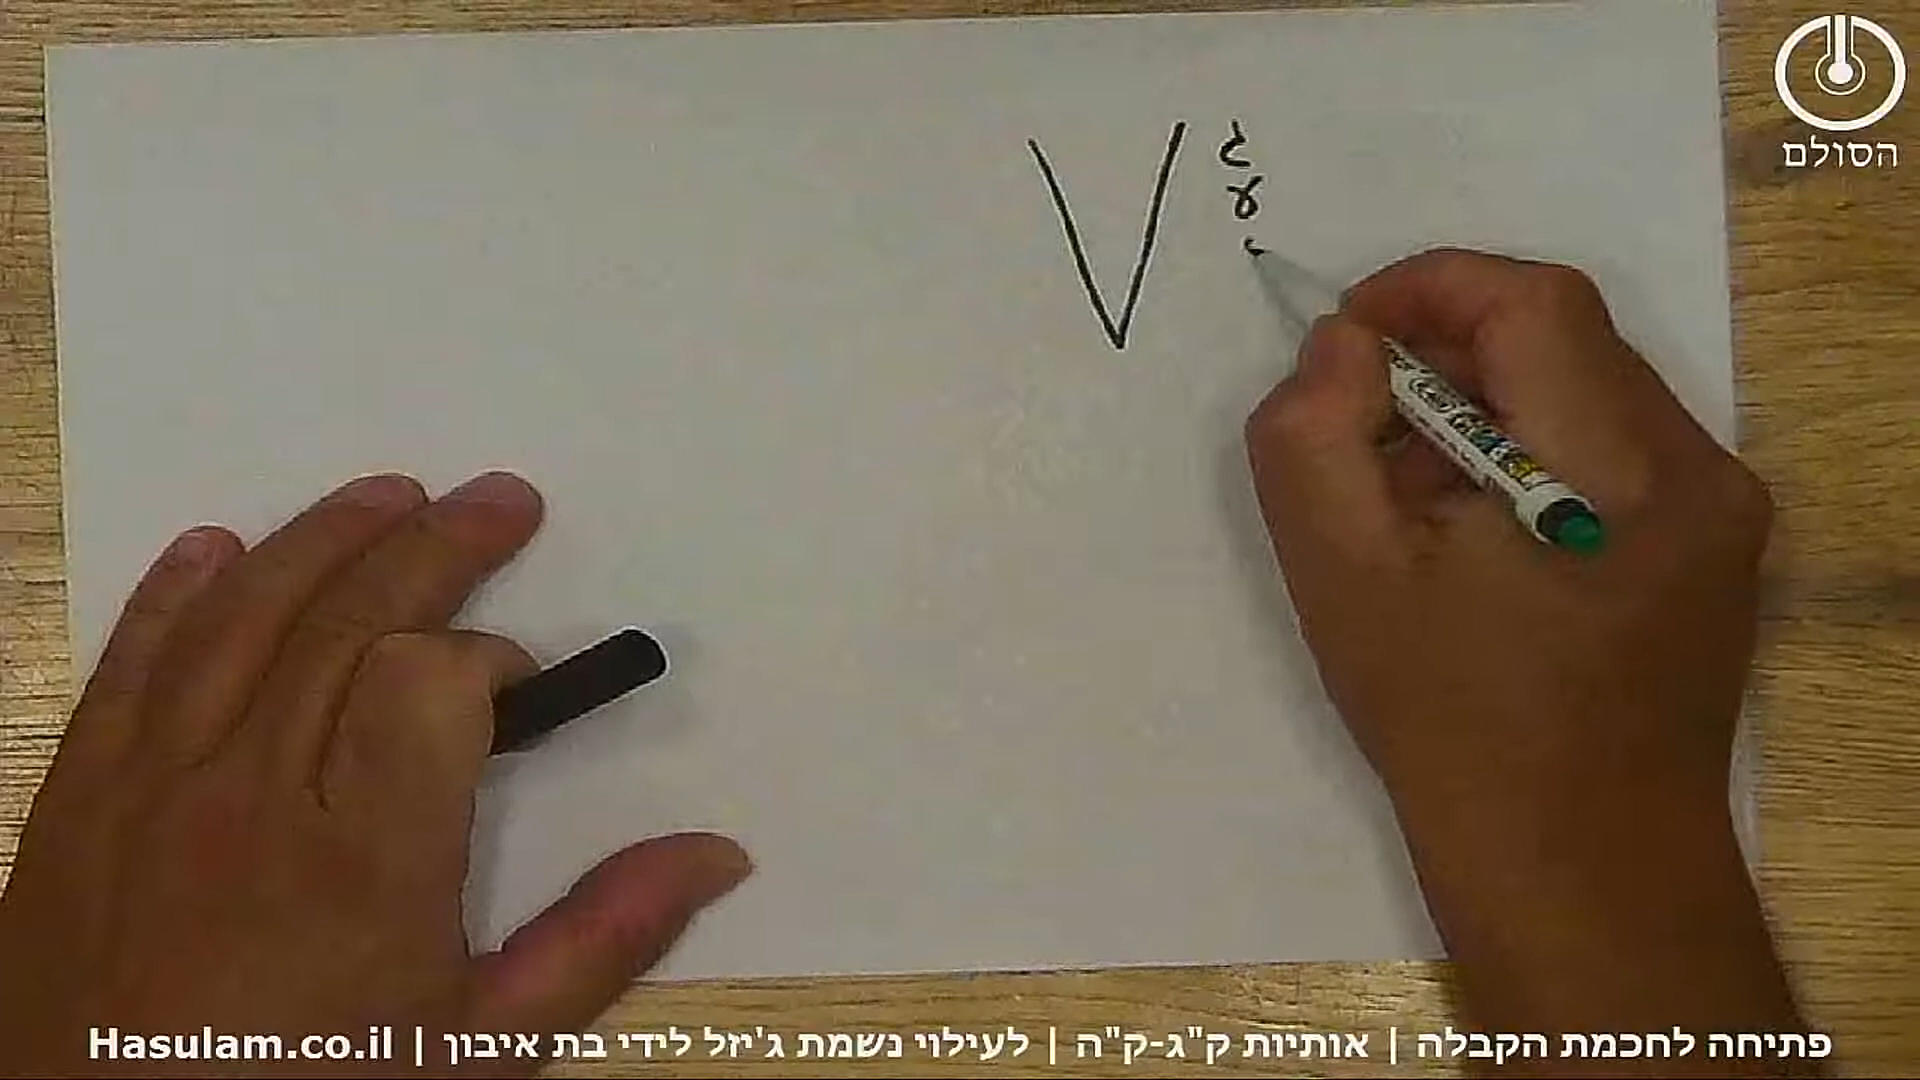 הסולם
V
ג
ע
פתיחה לחכמת הקבלה | אותיות ק"ג-ק"ה | לעילוי נשמת ג'יזל לידי בת איבון | Hasulam.co.il